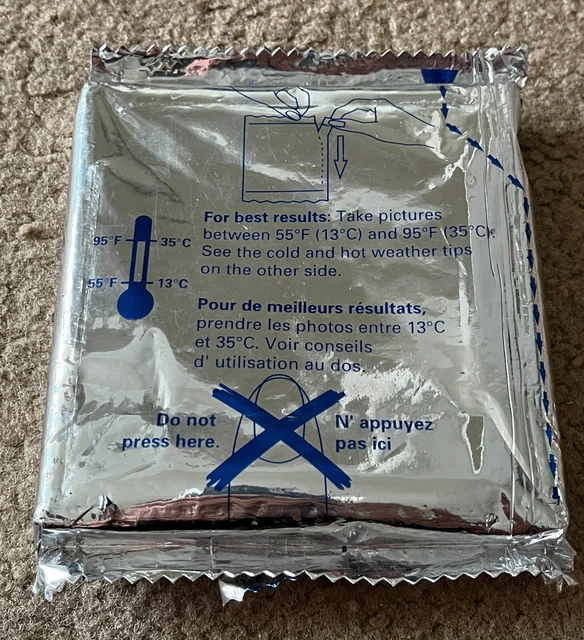 For best results: Take pictures
between 55°F (13°C) and 95°F (35°C).
See the cold and hot weather tips
on the other side.
95°F 35°C
55°F 13°C
Pour de meilleurs résultats,
prendre les photos entre 13°C
et 35°C. Voir conseils
d' utilisation au dos.
Do not
press here.
N' appuyez
pas ici